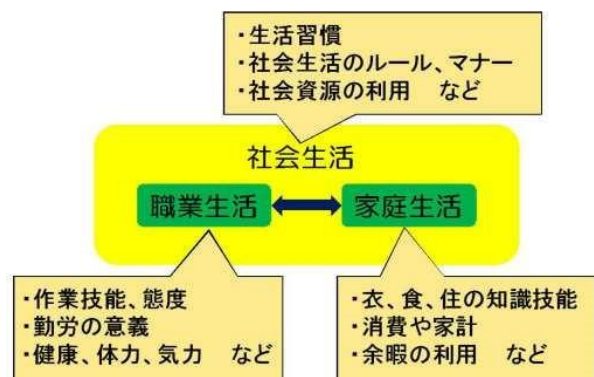 ・生活習慣
・社会生活のルール、マナー
・社会資源の利用　など
社会生活
職業生活
家庭生活
・作業技能、態度
・勤労の意義
・健康、体力、気力　など
・衣、食、住の知識技能
・消費や家計
・余暇の利用　など